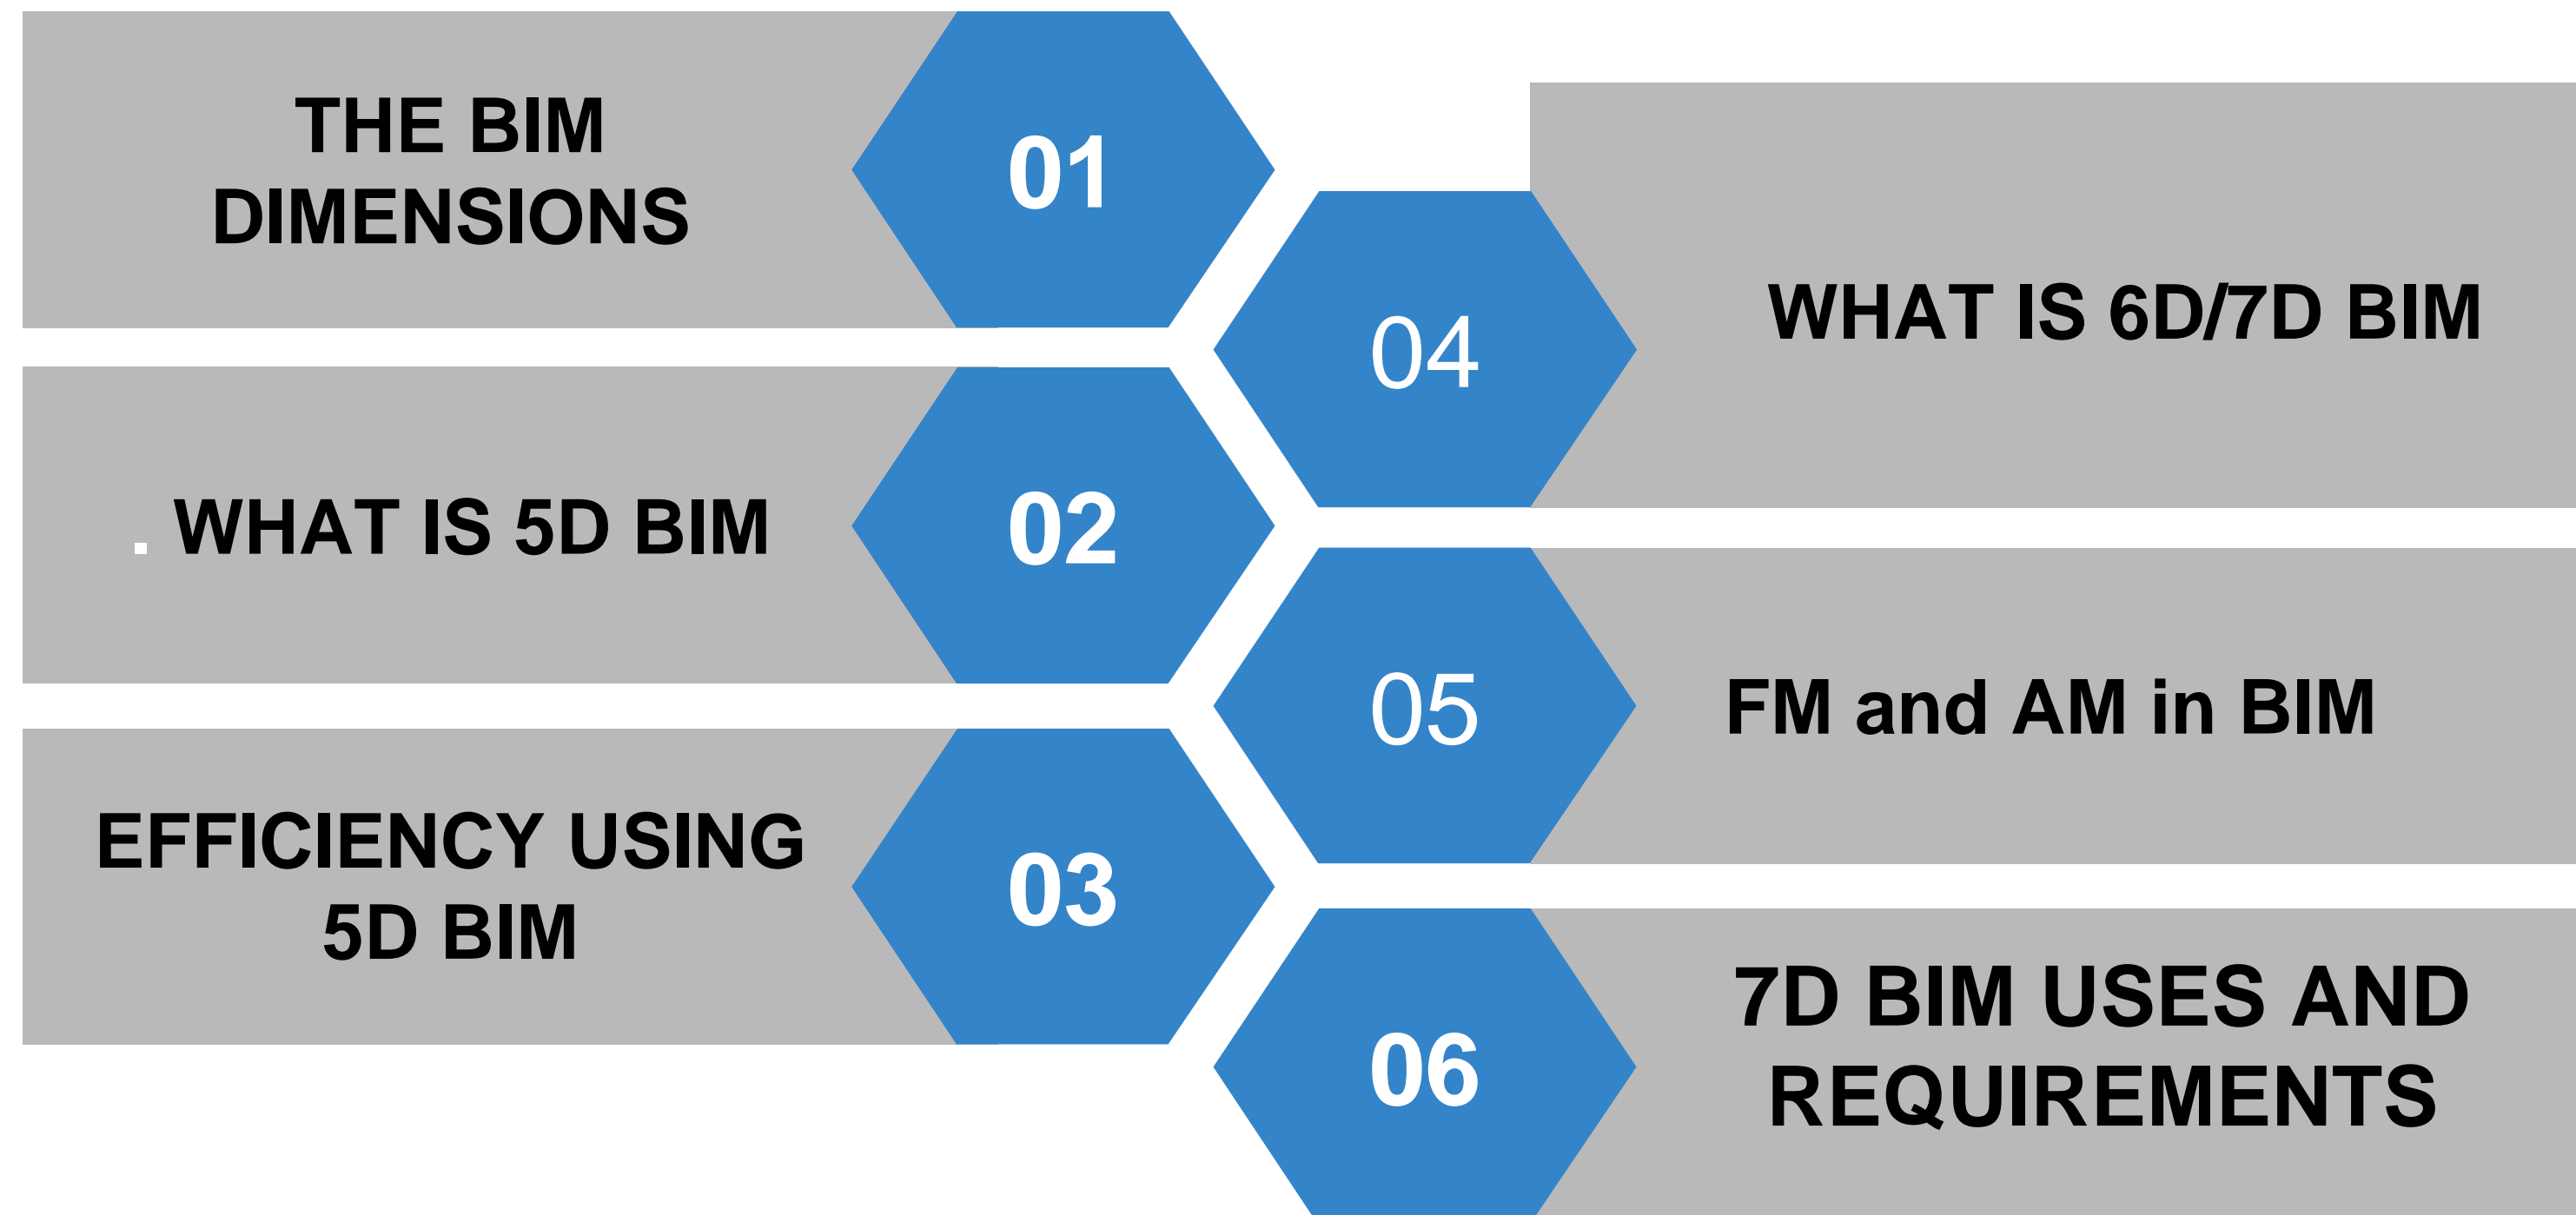 THE BIM
DIMENSIONS
01
. WHAT IS 5D BIM
02
EFFICIENCY USING
5D BIM
03
04
WHAT IS 6D/7D BIM
05
FM and AM in BIM
06
7D BIM USES AND
REQUIREMENTS